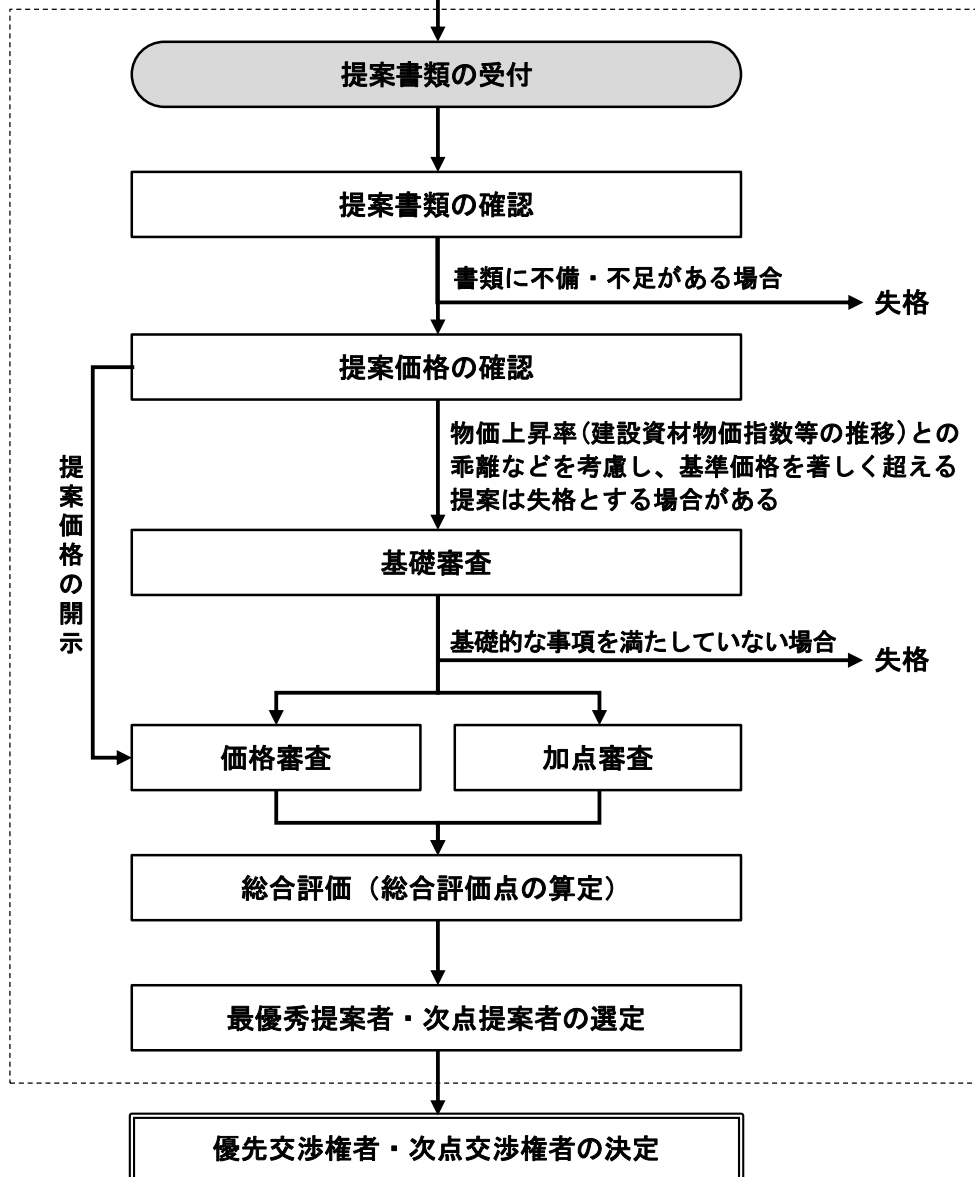 提案書類の受付
提案書類の確認
書類に不備・不足がある場合
失格
提案価格の確認
物価上昇率(建設資材物価指数等の推移)との
乖離などを考慮し、基準価格を著しく超える
提案は失格とする場合がある
提案価格の開示
基礎審査
基礎的な事項を満たしていない場合
失格
価格審査
加点審査
総合評価（総合評価点の算定）
最優秀提案者・次点提案者の選定
優先交渉権者・次点交渉権者の決定